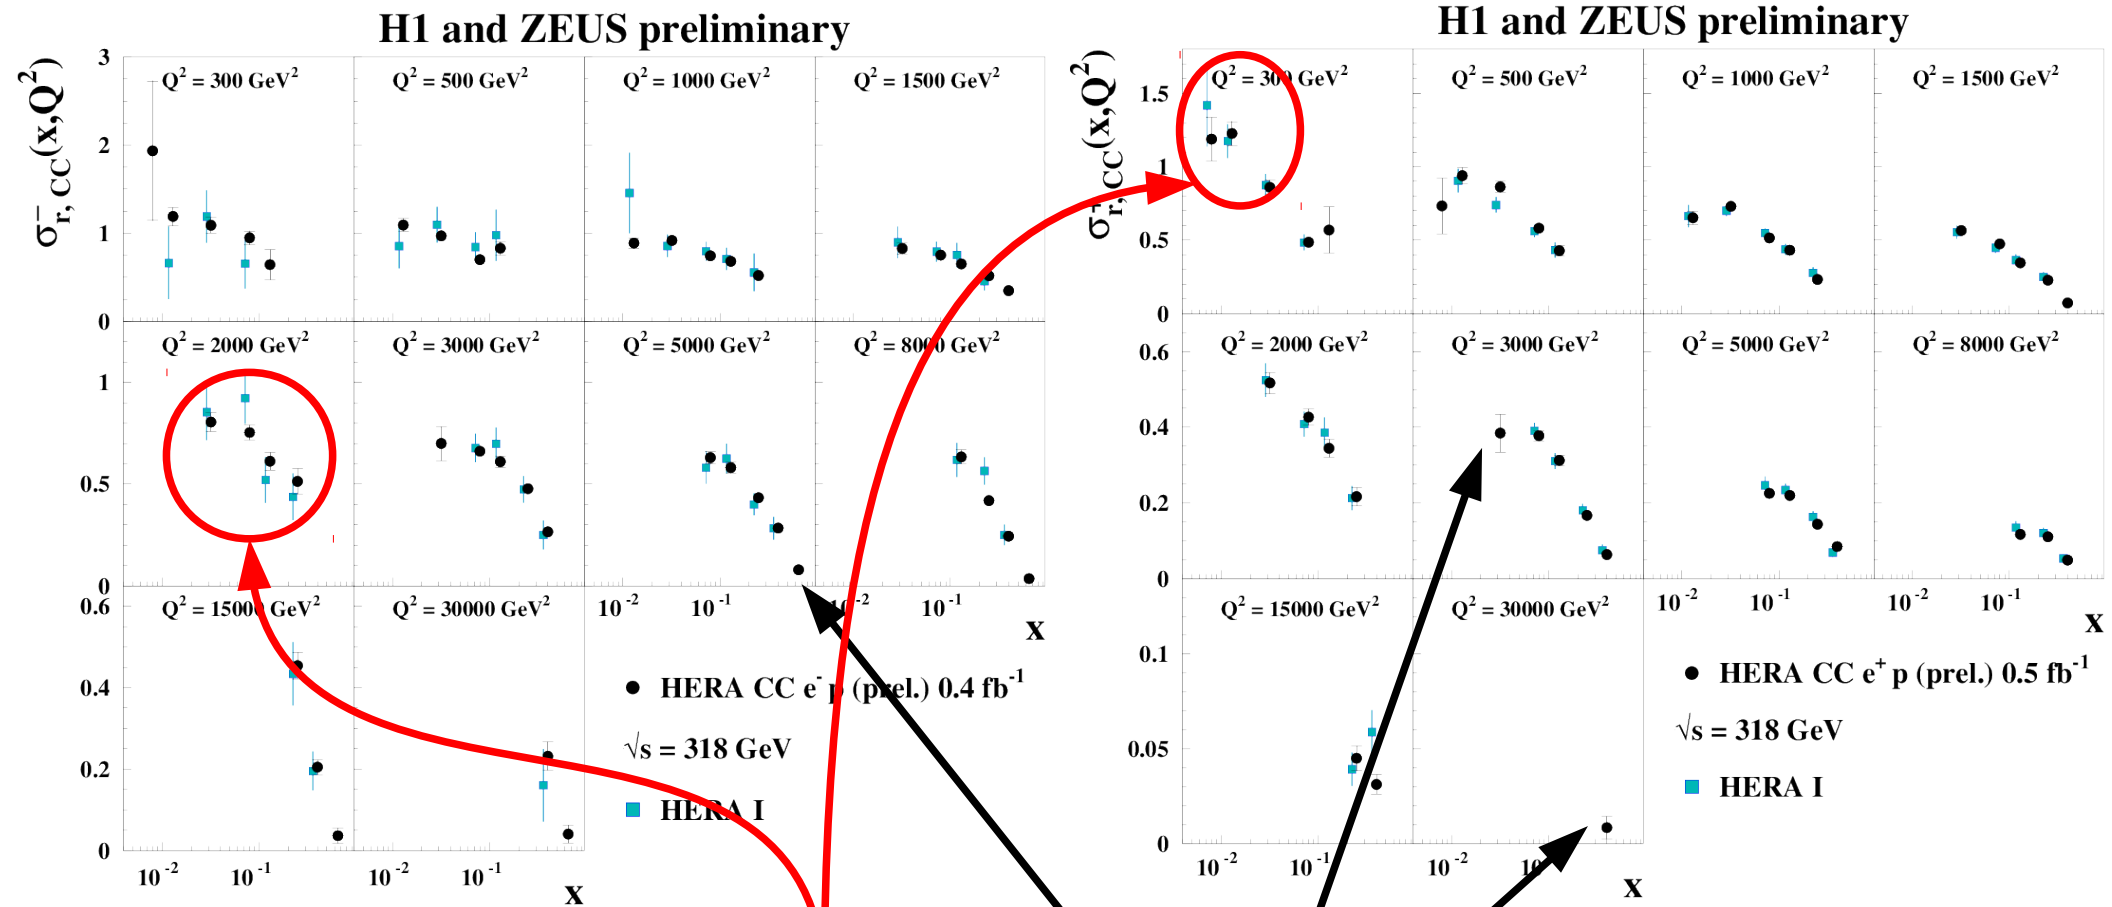 H1 and ZEUS preliminary
σ⁻r,CC(x,Q²)
3
2
1
0
Q² = 300 GeV²
Q² = 500 GeV²
Q² = 1000 GeV²
Q² = 1500 GeV²
1
0.5
0
Q² = 2000 GeV²
Q² = 3000 GeV²
Q² = 5000 GeV²
Q² = 8000 GeV²
0.6
0.4
0.2
0
Q² = 15000 GeV²
Q² = 30000 GeV²
10⁻² 10⁻¹ 10⁻² 10⁻¹
x
10⁻² 10⁻¹ 10⁻² 10⁻¹
x
HERA CC e⁻ p (prel.) 0.4 fb⁻¹
√s = 318 GeV
HERA I
H1 and ZEUS preliminary
σ⁺r,CC(x,Q²)
1.5
1
0.5
0
Q² = 300 GeV²
Q² = 500 GeV²
Q² = 1000 GeV²
Q² = 1500 GeV²
0.6
0.4
0.2
0
Q² = 2000 GeV²
Q² = 3000 GeV²
Q² = 5000 GeV²
Q² = 8000 GeV²
0.1
0.05
0
Q² = 15000 GeV²
Q² = 30000 GeV²
10⁻² 10⁻¹ 10⁻² 10⁻¹
x
10⁻² 10⁻¹ 10⁻²
x
HERA CC e⁺ p (prel.) 0.5 fb⁻¹
√s = 318 GeV
HERA I